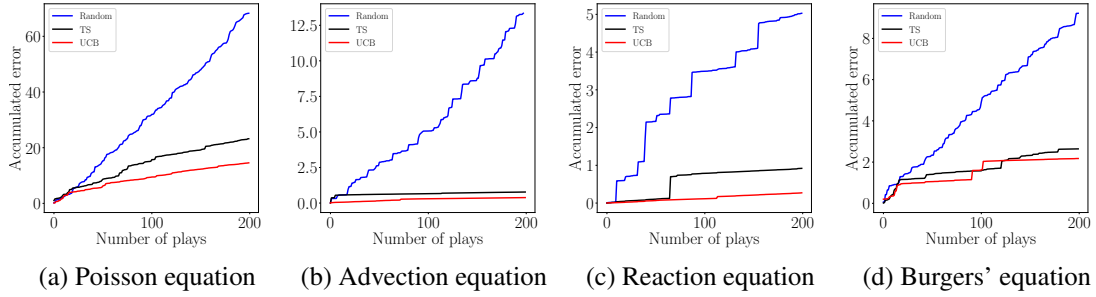 Random
TS
UCB
Accumulated error
60
40
20
0
0 100 200
Number of plays
(a) Poisson equation
Random
TS
UCB
Accumulated error
12.5
10.0
7.5
5.0
2.5
0.0
0 100 200
Number of plays
(b) Advection equation
Random
TS
UCB
Accumulated error
5
4
3
2
1
0
0 100 200
Number of plays
(c) Reaction equation
Random
TS
UCB
Accumulated error
8
6
4
2
0
0 100 200
Number of plays
(d) Burgers' equation